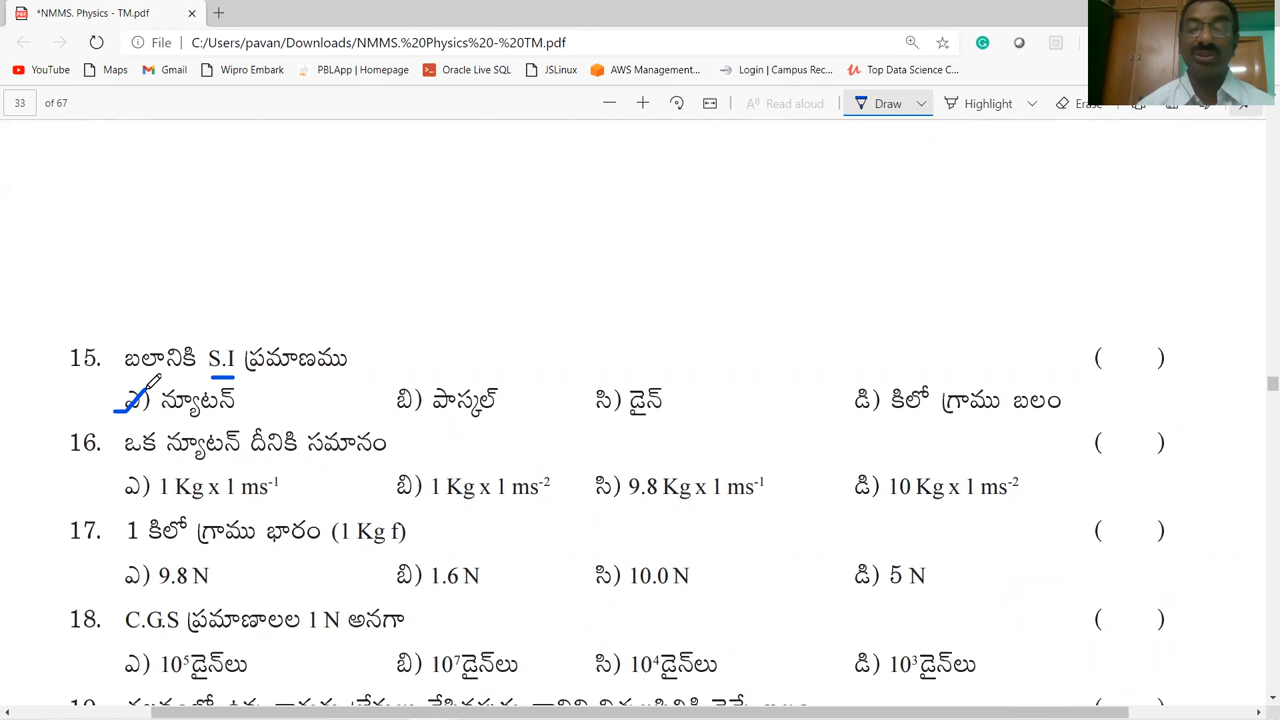 *NMMS. Physics - TM.pdf
File C:/Users/pavan/Downloads/NMMS.%20Physics%20-%20TM.pdf
YouTube Maps Gmail Wipro Embark PBLApp | Homepage Oracle Live SQL JSLinux AWS Management... Login | Campus Rec... Top Data Science C...
33 of 67 Read aloud Draw Highlight Erase
15. బలానికి S.I ప్రమాణము ( )
ఎ) న్యూటన్ బి) పాస్కల్ సి) డైన్ డి) కిలో గ్రాము బలం
16. ఒక న్యూటన్ దీనికి సమానం ( )
ఎ) 1 Kg x 1 ms-1 బి) 1 Kg x 1 ms-2 సి) 9.8 Kg x 1 ms-1 డి) 10 Kg x 1 ms-2
17. 1 కిలో గ్రాము భారం (1 Kg f) ( )
ఎ) 9.8 N బి) 1.6 N సి) 10.0 N డి) 5 N
18. C.G.S ప్రమాణాలల 1 N అనగా ( )
ఎ) 10⁵డైన్‌లు బి) 10⁷డైన్‌లు సి) 10⁴డైన్‌లు డి) 10³డైన్‌లు